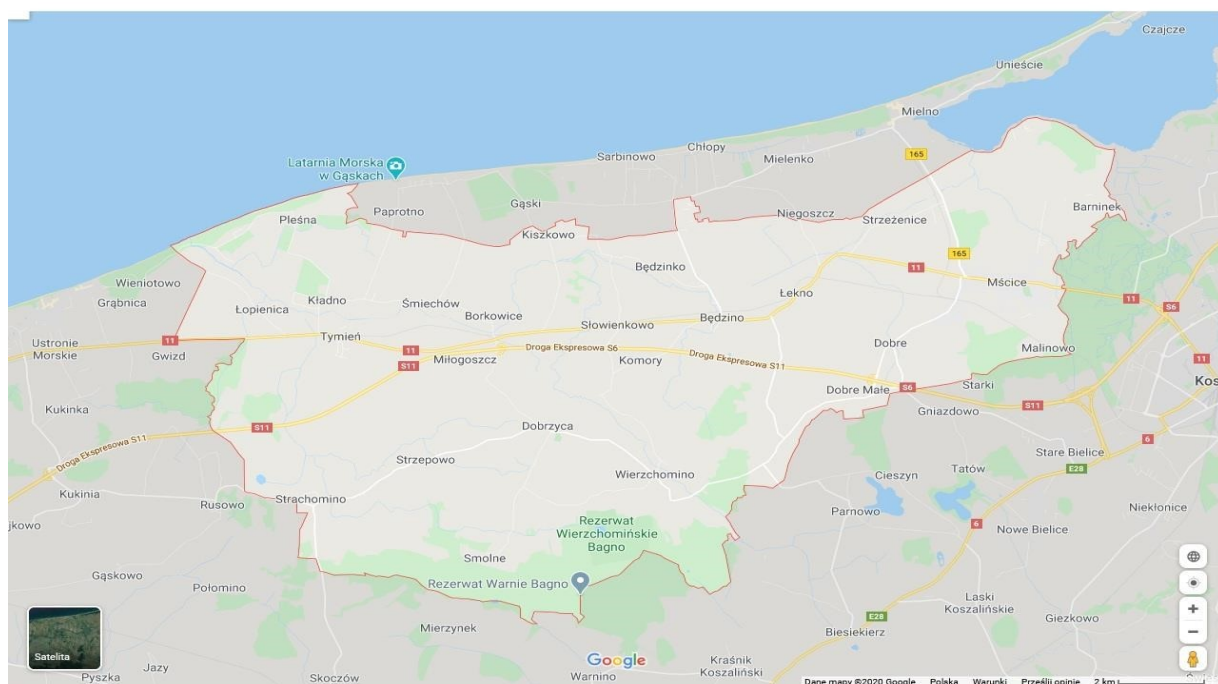 Czajcze
Unieście
Mielno
165
Chłopy
Sarbinowo
Mielenko
Latarnia Morska
w Gąskach
Gąski
Paprotno
Pleśna
Niegoszcz
Strzeżenice
Barninek
Kiszkowo
165
Będzinko
11
Wieniotowo
Mścice
Grąbnica
Kładno
Śmiechów
Łekno
11
S6
Łopienica
Borkowice
Słowienkowo
Będzino
Tymień
11
Ustronie
Morskie
Gwizd
11
Droga Ekspresowa S6
Dobre
Malinowo
Miłogoszcz
Komory
Droga Ekspresowa S11
11
S11
Kos
Dobre Małe
S6
Starki
Kukinka
S11
Gniazdowo
S11
Dobrzyca
6
Droga Ekspresowa S11
Stare Bielice
Strzepowo
E28
Tatów
Cieszyn
Wierzchomino
Kukinia
Strachomino
Rusowo
Parnowo
Niekłonice
jkowo
Rezerwat
Wierzchomińskie
Bagno
6
Nowe Bielice
Smolne
Gąskowo
Rezerwat Warnie Bagno
Połomino
Laski
Koszalińskie
E28
Giezkowo
Mierzynek
Biesiekierz
Satelita
Google
Kraśnik
Koszaliński
Jazy
Pyszka
Skoczów
Warnino
Dane mapy ©2020 Google Polska Warunki Prześlij opinię 2 km